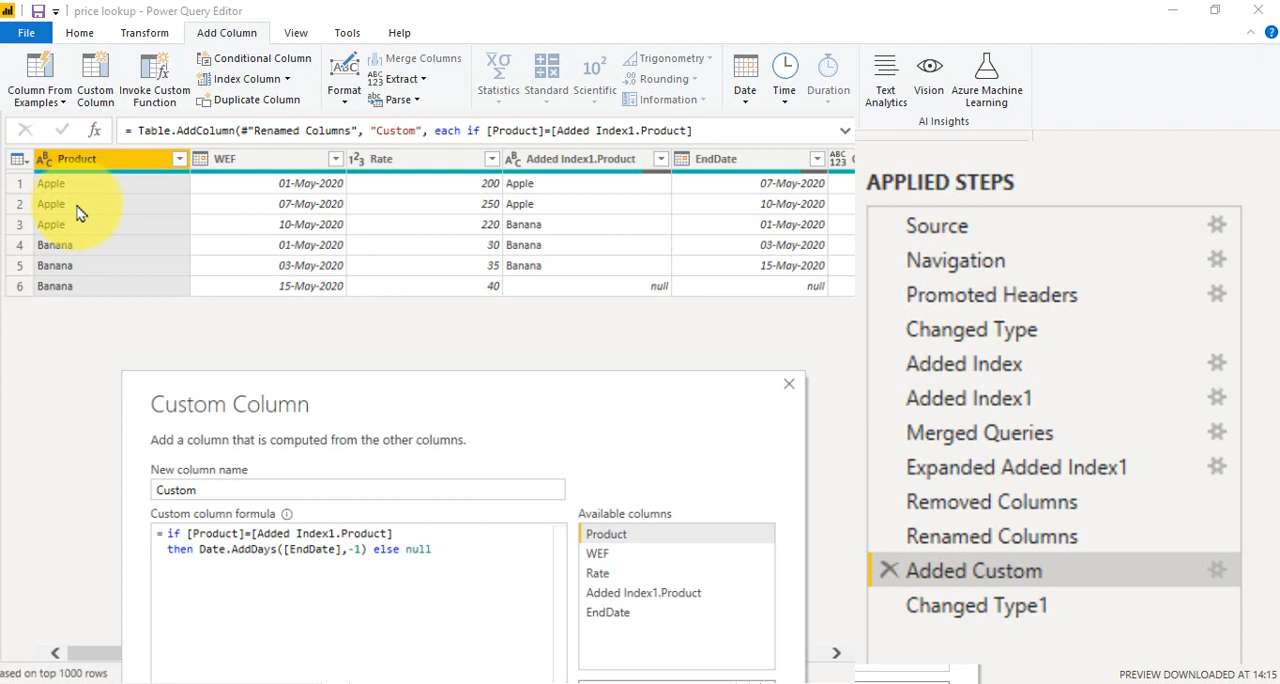 price lookup - Power Query Editor
File Home Transform Add Column View Tools Help
Column From Examples Custom Column Invoke Custom Function
Conditional Column
Index Column
Duplicate Column
Format
Merge Columns
Extract
Parse
Statistics Standard Scientific
Trigonometry
Rounding
Information
Date Time Duration
Text Analytics Vision Azure Machine Learning
AI Insights
= Table.AddColumn(#"Renamed Columns", "Custom", each if [Product]=[Added Index1.Product]
Product WEF Rate Added Index1.Product EndDate
1 Apple 01-May-2020 200 Apple 07-May-2020
2 Apple 07-May-2020 250 Apple 10-May-2020
3 Apple 10-May-2020 220 Banana 01-May-2020
4 Banana 01-May-2020 30 Banana 03-May-2020
5 Banana 03-May-2020 35 Banana 15-May-2020
6 Banana 15-May-2020 40 null null
Custom Column
Add a column that is computed from the other columns.
New column name
Custom
Custom column formula
= if [Product]=[Added Index1.Product]
then Date.AddDays([EndDate],-1) else null
Available columns
Product
WEF
Rate
Added Index1.Product
EndDate
APPLIED STEPS
Source
Navigation
Promoted Headers
Changed Type
Added Index
Added Index1
Merged Queries
Expanded Added Index1
Removed Columns
Renamed Columns
Added Custom
Changed Type1
ased on top 1000 rows
PREVIEW DOWNLOADED AT 14:15